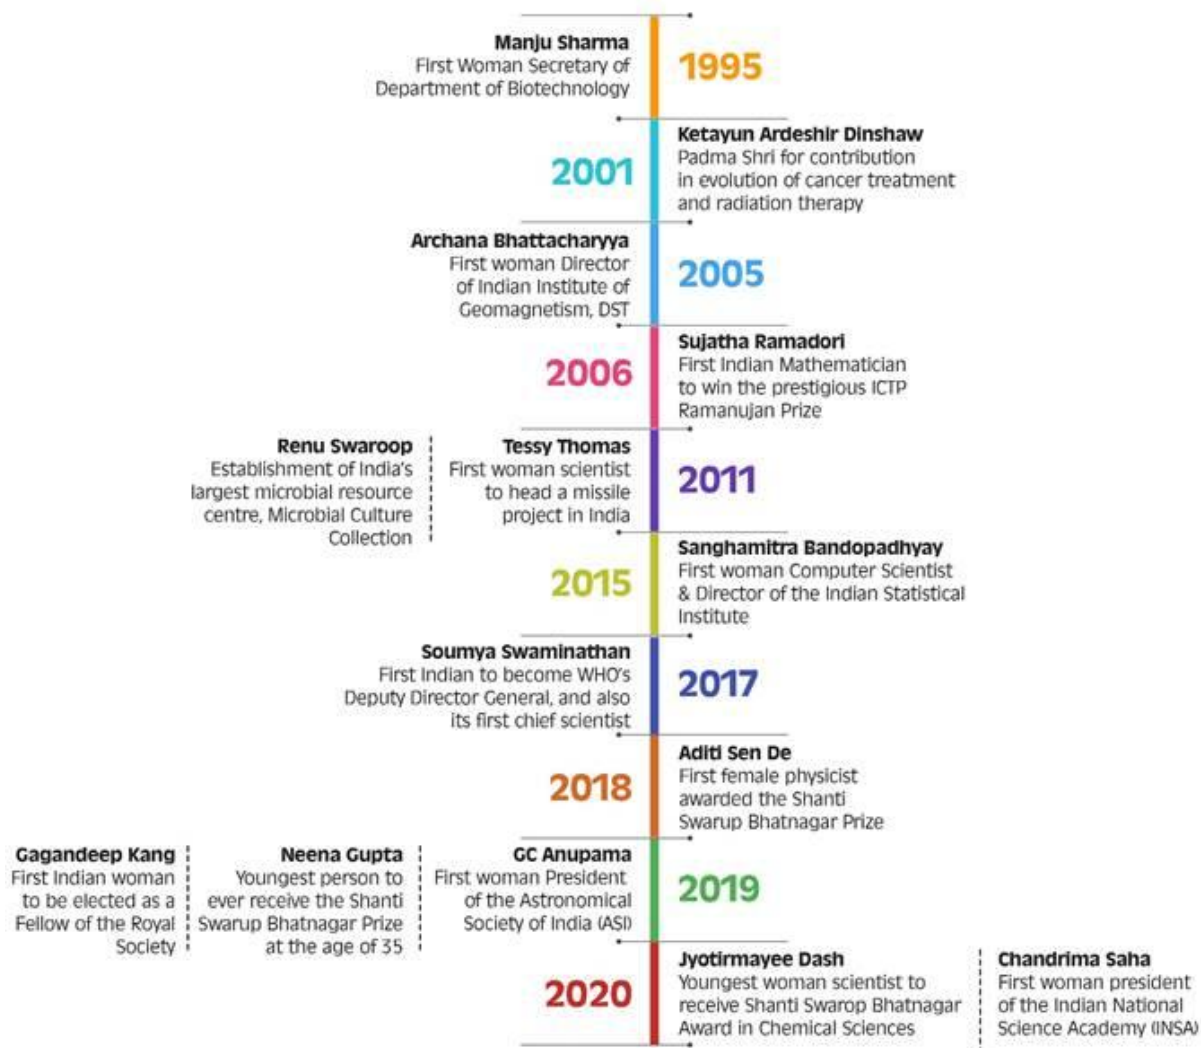 Manju Sharma
First Woman Secretary of
Department of Biotechnology
1995
2001
Ketayun Ardeshir Dinshaw
Padma Shri for contribution
in evolution of cancer treatment
and radiation therapy
Archana Bhattacharyya
First woman Director
of Indian Institute of
Geomagnetism, DST
2005
2006
Sujatha Ramadori
First Indian Mathematician
to win the prestigious ICTP
Ramanujan Prize
Renu Swaroop
Establishment of India's
largest microbial resource
centre, Microbial Culture
Collection
Tessy Thomas
First woman scientist
to head a missile
project in India
2011
2015
Sanghamitra Bandopadhyay
First woman Computer Scientist
& Director of the Indian Statistical
Institute
Soumya Swaminathan
First Indian to become WHO's
Deputy Director General, and also
its first chief scientist
2017
2018
Aditi Sen De
First female physicist
awarded the Shanti
Swarup Bhatnagar Prize
Gagandeep Kang
First Indian woman
to be elected as a
Fellow of the Royal
Society
Neena Gupta
Youngest person to
ever receive the Shanti
Swarup Bhatnagar Prize
at the age of 35
GC Anupama
First woman President
of the Astronomical
Society of India (ASI)
2019
2020
Jyotirmayee Dash
Youngest woman scientist to
receive Shanti Swarop Bhatnagar
Award in Chemical Sciences
Chandrima Saha
First woman president
of the Indian National
Science Academy (INSA)